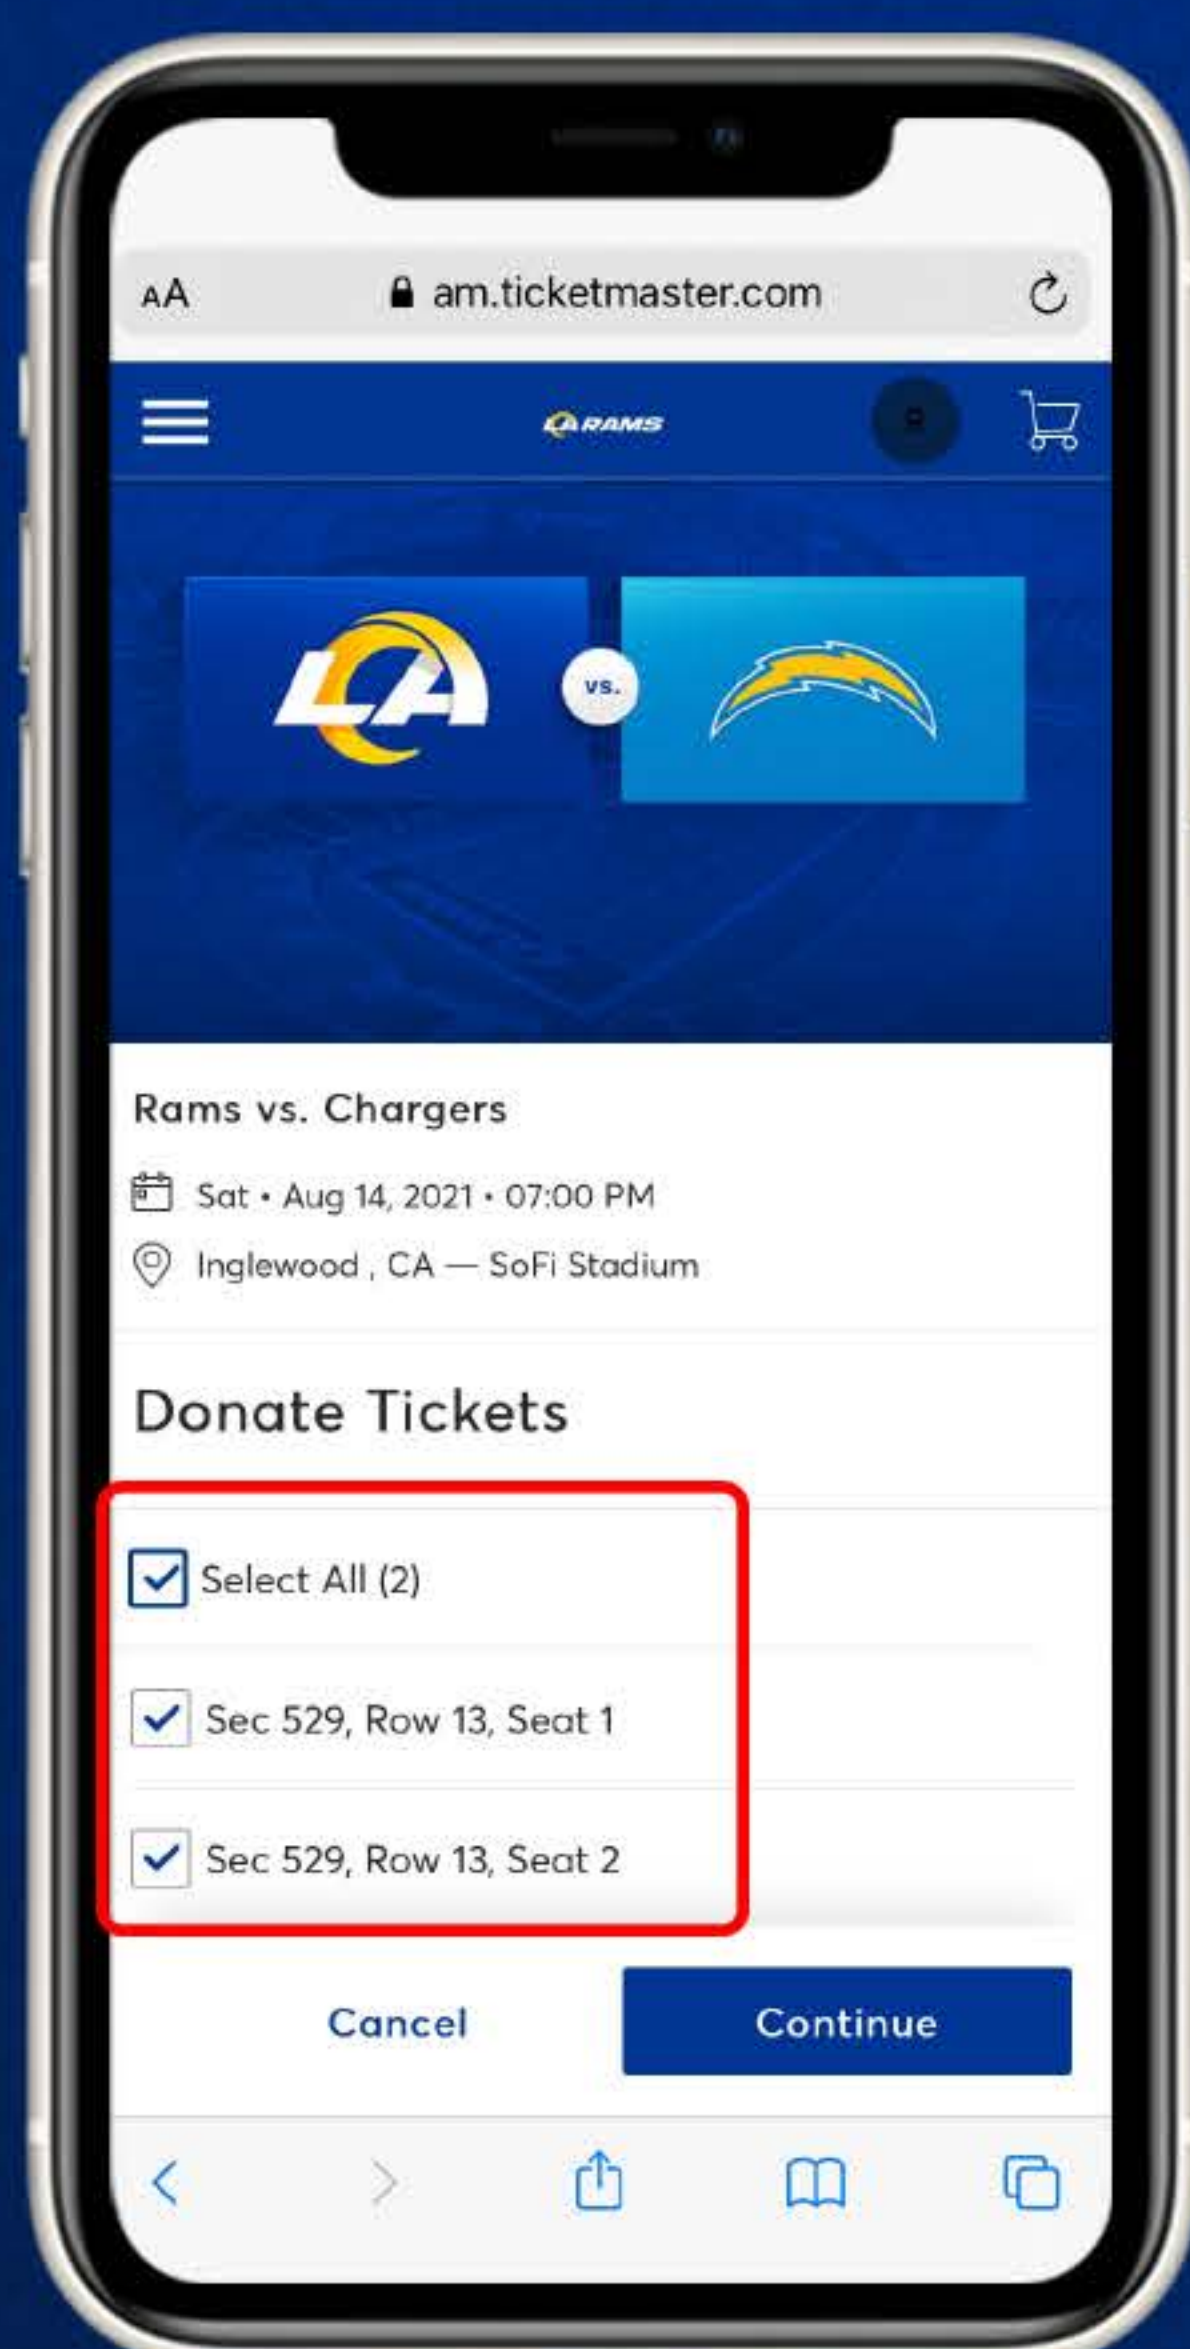 AA am.ticketmaster.com
LA RAMS
LA vs.
Rams vs. Chargers
Sat • Aug 14, 2021 • 07:00 PM
Inglewood , CA — SoFi Stadium
Donate Tickets
Select All (2)
Sec 529, Row 13, Seat 1
Sec 529, Row 13, Seat 2
Cancel Continue